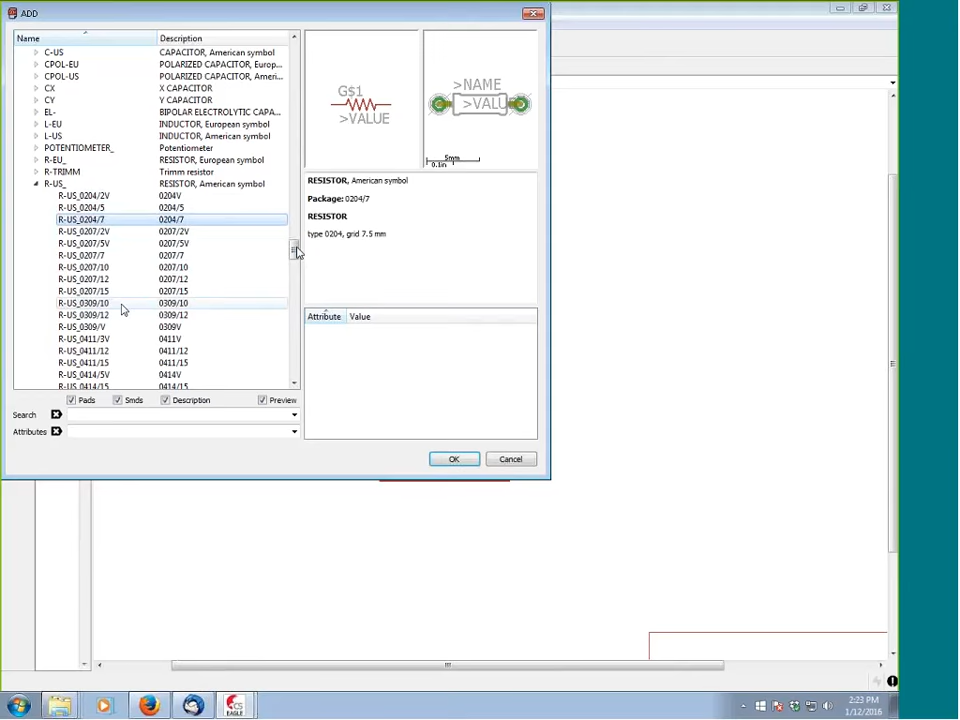 ADD
Name Description
C-US CAPACITOR, American symbol
CPOL-EU POLARIZED CAPACITOR, Europ...
CPOL-US POLARIZED CAPACITOR, Ameri...
CX X CAPACITOR
CY Y CAPACITOR
EL- BIPOLAR ELECTROLYTIC CAPA...
L-EU INDUCTOR, European symbol
L-US INDUCTOR, American symbol
POTENTIOMETER_ Potentiometer
R-EU_ RESISTOR, European symbol
R-TRIMM Trimm resistor
R-US_ RESISTOR, American symbol
R-US_0204/2V 0204V
R-US_0204/5 0204/5
R-US_0204/7 0204/7
R-US_0207/2V 0207/2V
R-US_0207/5V 0207/5V
R-US_0207/7 0207/7
R-US_0207/10 0207/10
R-US_0207/12 0207/12
R-US_0207/15 0207/15
R-US_0309/10 0309/10
R-US_0309/12 0309/12
R-US_0309/V 0309V
R-US_0411/3V 0411V
R-US_0411/12 0411/12
R-US_0411/15 0411/15
R-US_0414/5V 0414V
R-US_0414/15 0414/15
G$1
>VALUE
>NAME
>VALU
5mm
0.1in
RESISTOR, American symbol
Package: 0204/7
RESISTOR
type 0204, grid 7.5 mm
Attribute Value
Pads Smds Description Preview
Search
Attributes
OK Cancel
CS
EAGLE
2:23 PM
1/12/2016